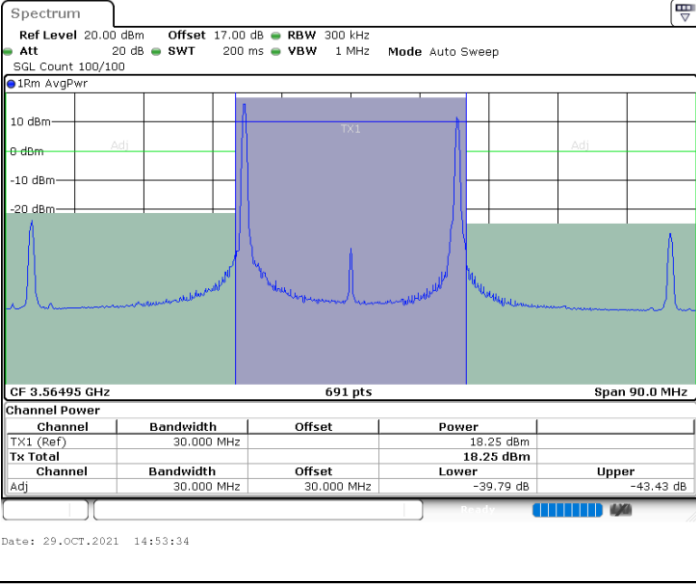 Spectrum
Ref Level 20.00 dBm Offset 17.00 dB RBW 300 kHz
Att 20 dB SWT 200 ms VBW 1 MHz Mode Auto Sweep
SGL Count 100/100
1Rm AvgPwr
10 dBm
TX1
Adj Adj
0 dBm
-10 dBm
-20 dBm
CF 3.56495 GHz 691 pts Span 90.0 MHz
Channel Power
Channel Bandwidth Offset Power
TX1 (Ref) 30.000 MHz 18.25 dBm
Tx Total 18.25 dBm
Channel Bandwidth Offset Lower Upper
Adj 30.000 MHz 30.000 MHz -39.79 dB -43.43 dB
Ready
Date: 29.OCT.2021 14:53:34